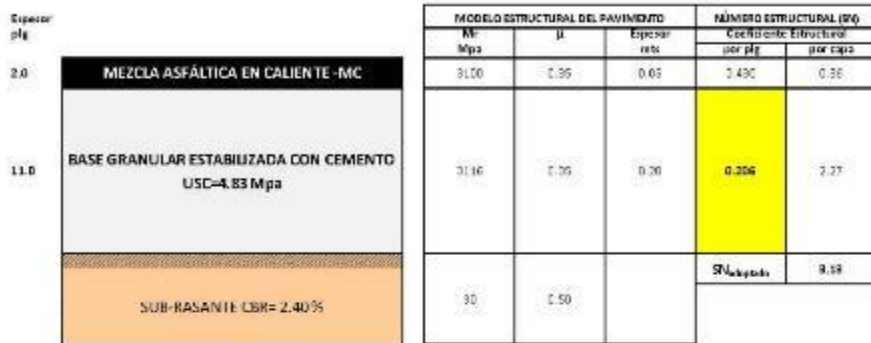 Espesor
plg
MODELO ESTRUCTURAL DEL PAVIMENTO
NÚMERO ESTRUCTURAL (SN)
Mr
Mpa
μ
Espesor
mts
Coeficiente Estructural
por plg
por capa
2.0
MEZCLA ASFÁLTICA EN CALIENTE -MC
3100
0.35
0.05
0.430
0.86
11.0
BASE GRANULAR ESTABILIZADA CON CEMENTO
USC=4.83 Mpa
0.35
0.28
0.206
2.27
SNadoptado
3.13
SUB-RASANTE CBR= 2.40 %
0.50